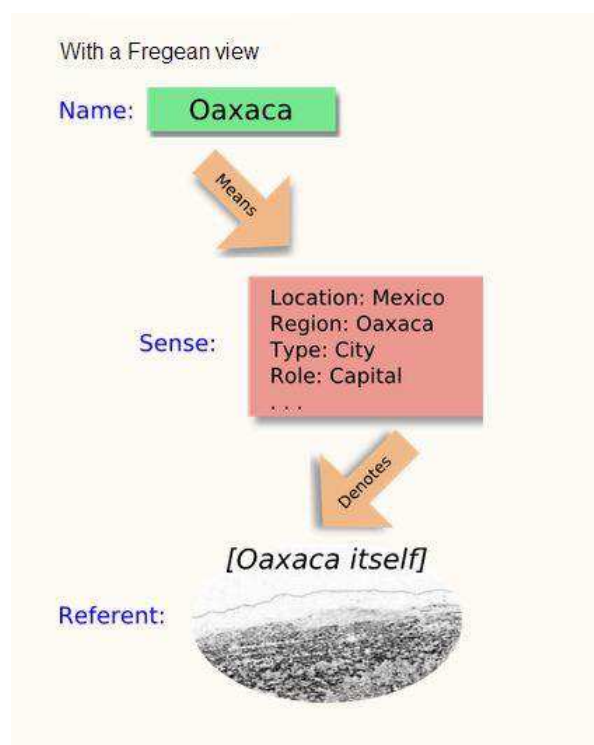 With a Fregean view
Name: Oaxaca
Means
Location: Mexico
Region: Oaxaca
Sense: Type: City
Role: Capital
. . .
Denotes
[Oaxaca itself]
Referent: